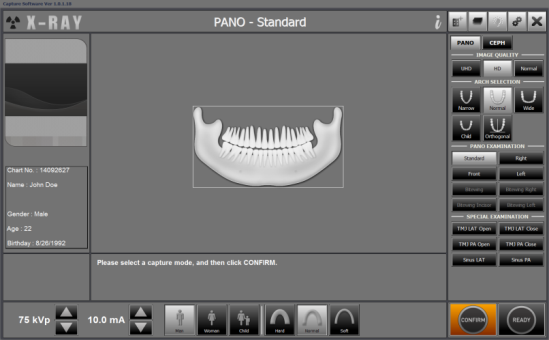 Capture Software Ver 1.0.1.10
X-RAY
PANO - Standard
i
PANO
CEPH
IMAGE QUALITY
UHD
HD
Normal
ARCH SELECTION
Narrow
Normal
Wide
Child
Orthogonal
PANO EXAMINATION
Standard
Right
Front
Left
Bitewing
Bitewing Right
Bitewing Incisor
Bitewing Left
SPECIAL EXAMINATION
TMJ LAT Open
TMJ LAT Close
TMJ PA Open
TMJ PA Close
Sinus LAT
Sinus PA
Chart No. : 14092627
Name : John Doe
Gender : Male
Age : 22
Birthday : 8/26/1992
Please select a capture mode, and then click CONFIRM.
75 kVp
10.0 mA
Man
Woman
Child
Hard
Normal
Soft
CONFIRM
READY